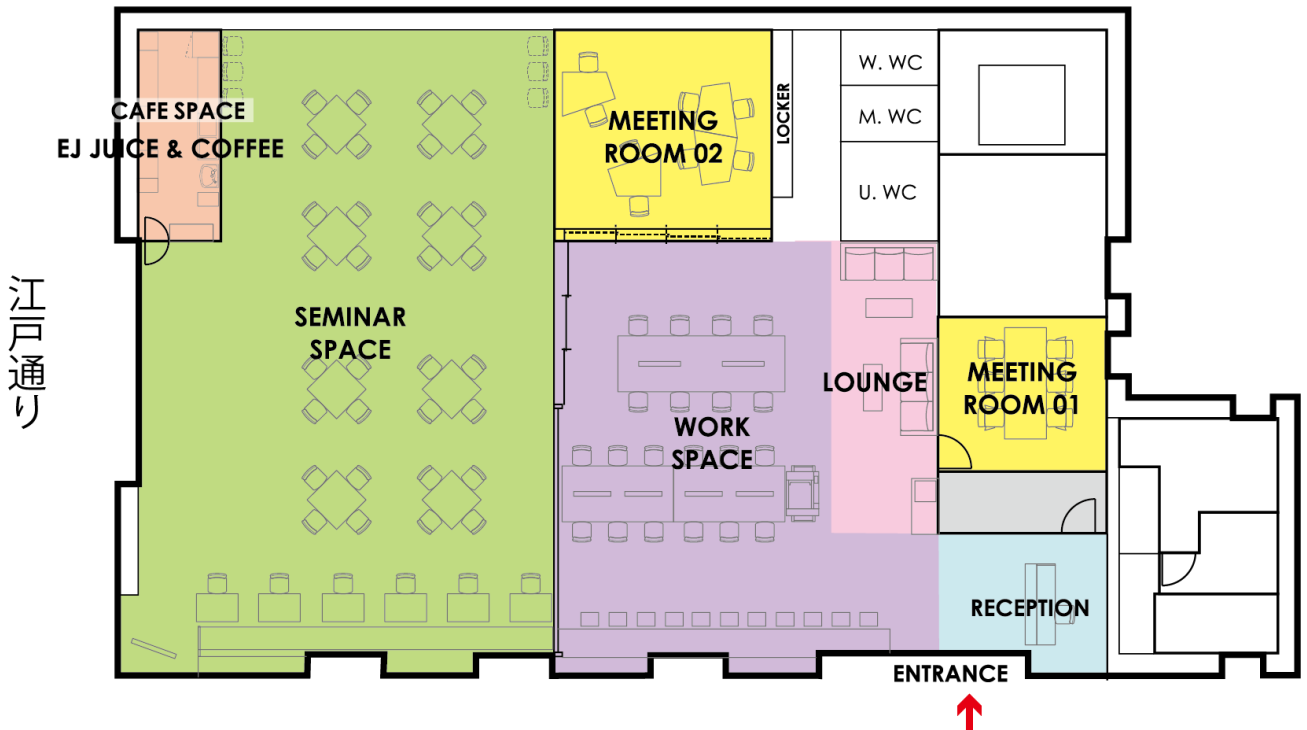 CAFE SPACE
EJ JUICE & COFFEE
MEETING
ROOM 02
LOCKER
W. WC
M. WC
U. WC
江戸通り
SEMINAR
SPACE
LOUNGE
MEETING
ROOM 01
WORK
SPACE
RECEPTION
ENTRANCE